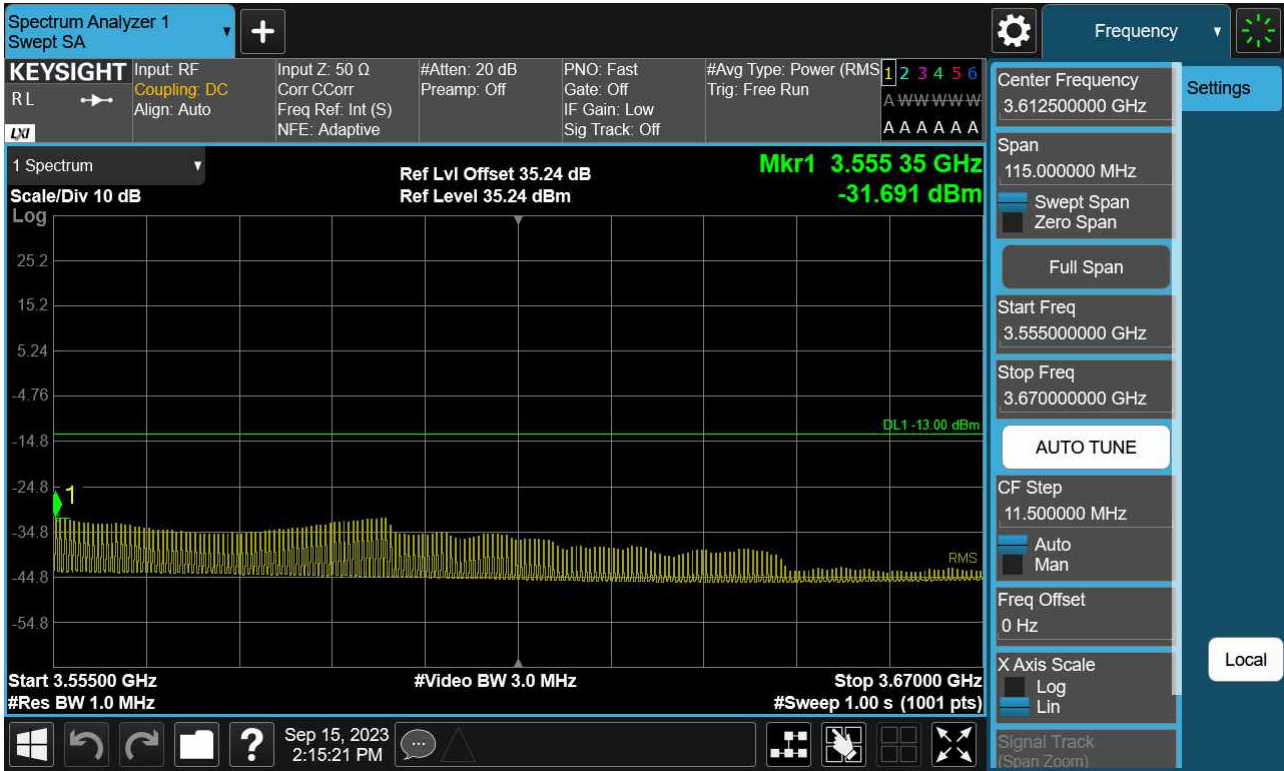 Spectrum Analyzer 1
Swept SA
Frequency
KEYSIGHT
RL
LXI
Input: RF
Coupling: DC
Align: Auto
Input Z: 50 Ω
Corr CCorr
Freq Ref: Int (S)
NFE: Adaptive
#Atten: 20 dB
Preamp: Off
PNO: Fast
Gate: Off
IF Gain: Low
Sig Track: Off
#Avg Type: Power (RMS
Trig: Free Run
1 2 3 4 5 6
A W W W W W
A A A A A A
1 Spectrum
Scale/Div 10 dB
Log
Ref Lvl Offset 35.24 dB
Ref Level 35.24 dBm
Mkr1 3.555 35 GHz
-31.691 dBm
25.2
15.2
5.24
-4.76
-14.8
-24.8
-34.8
-44.8
-54.8
DL1 -13.00 dBm
1
RMS
Start 3.55500 GHz
#Res BW 1.0 MHz
#Video BW 3.0 MHz
Stop 3.67000 GHz
#Sweep 1.00 s (1001 pts)
Center Frequency
3.612500000 GHz
Span
115.000000 MHz
Swept Span
Zero Span
Full Span
Start Freq
3.555000000 GHz
Stop Freq
3.670000000 GHz
AUTO TUNE
CF Step
11.500000 MHz
Auto
Man
Freq Offset
0 Hz
X Axis Scale
Log
Lin
Signal Track
(Span Zoom)
Settings
Local
?
Sep 15, 2023
2:15:21 PM